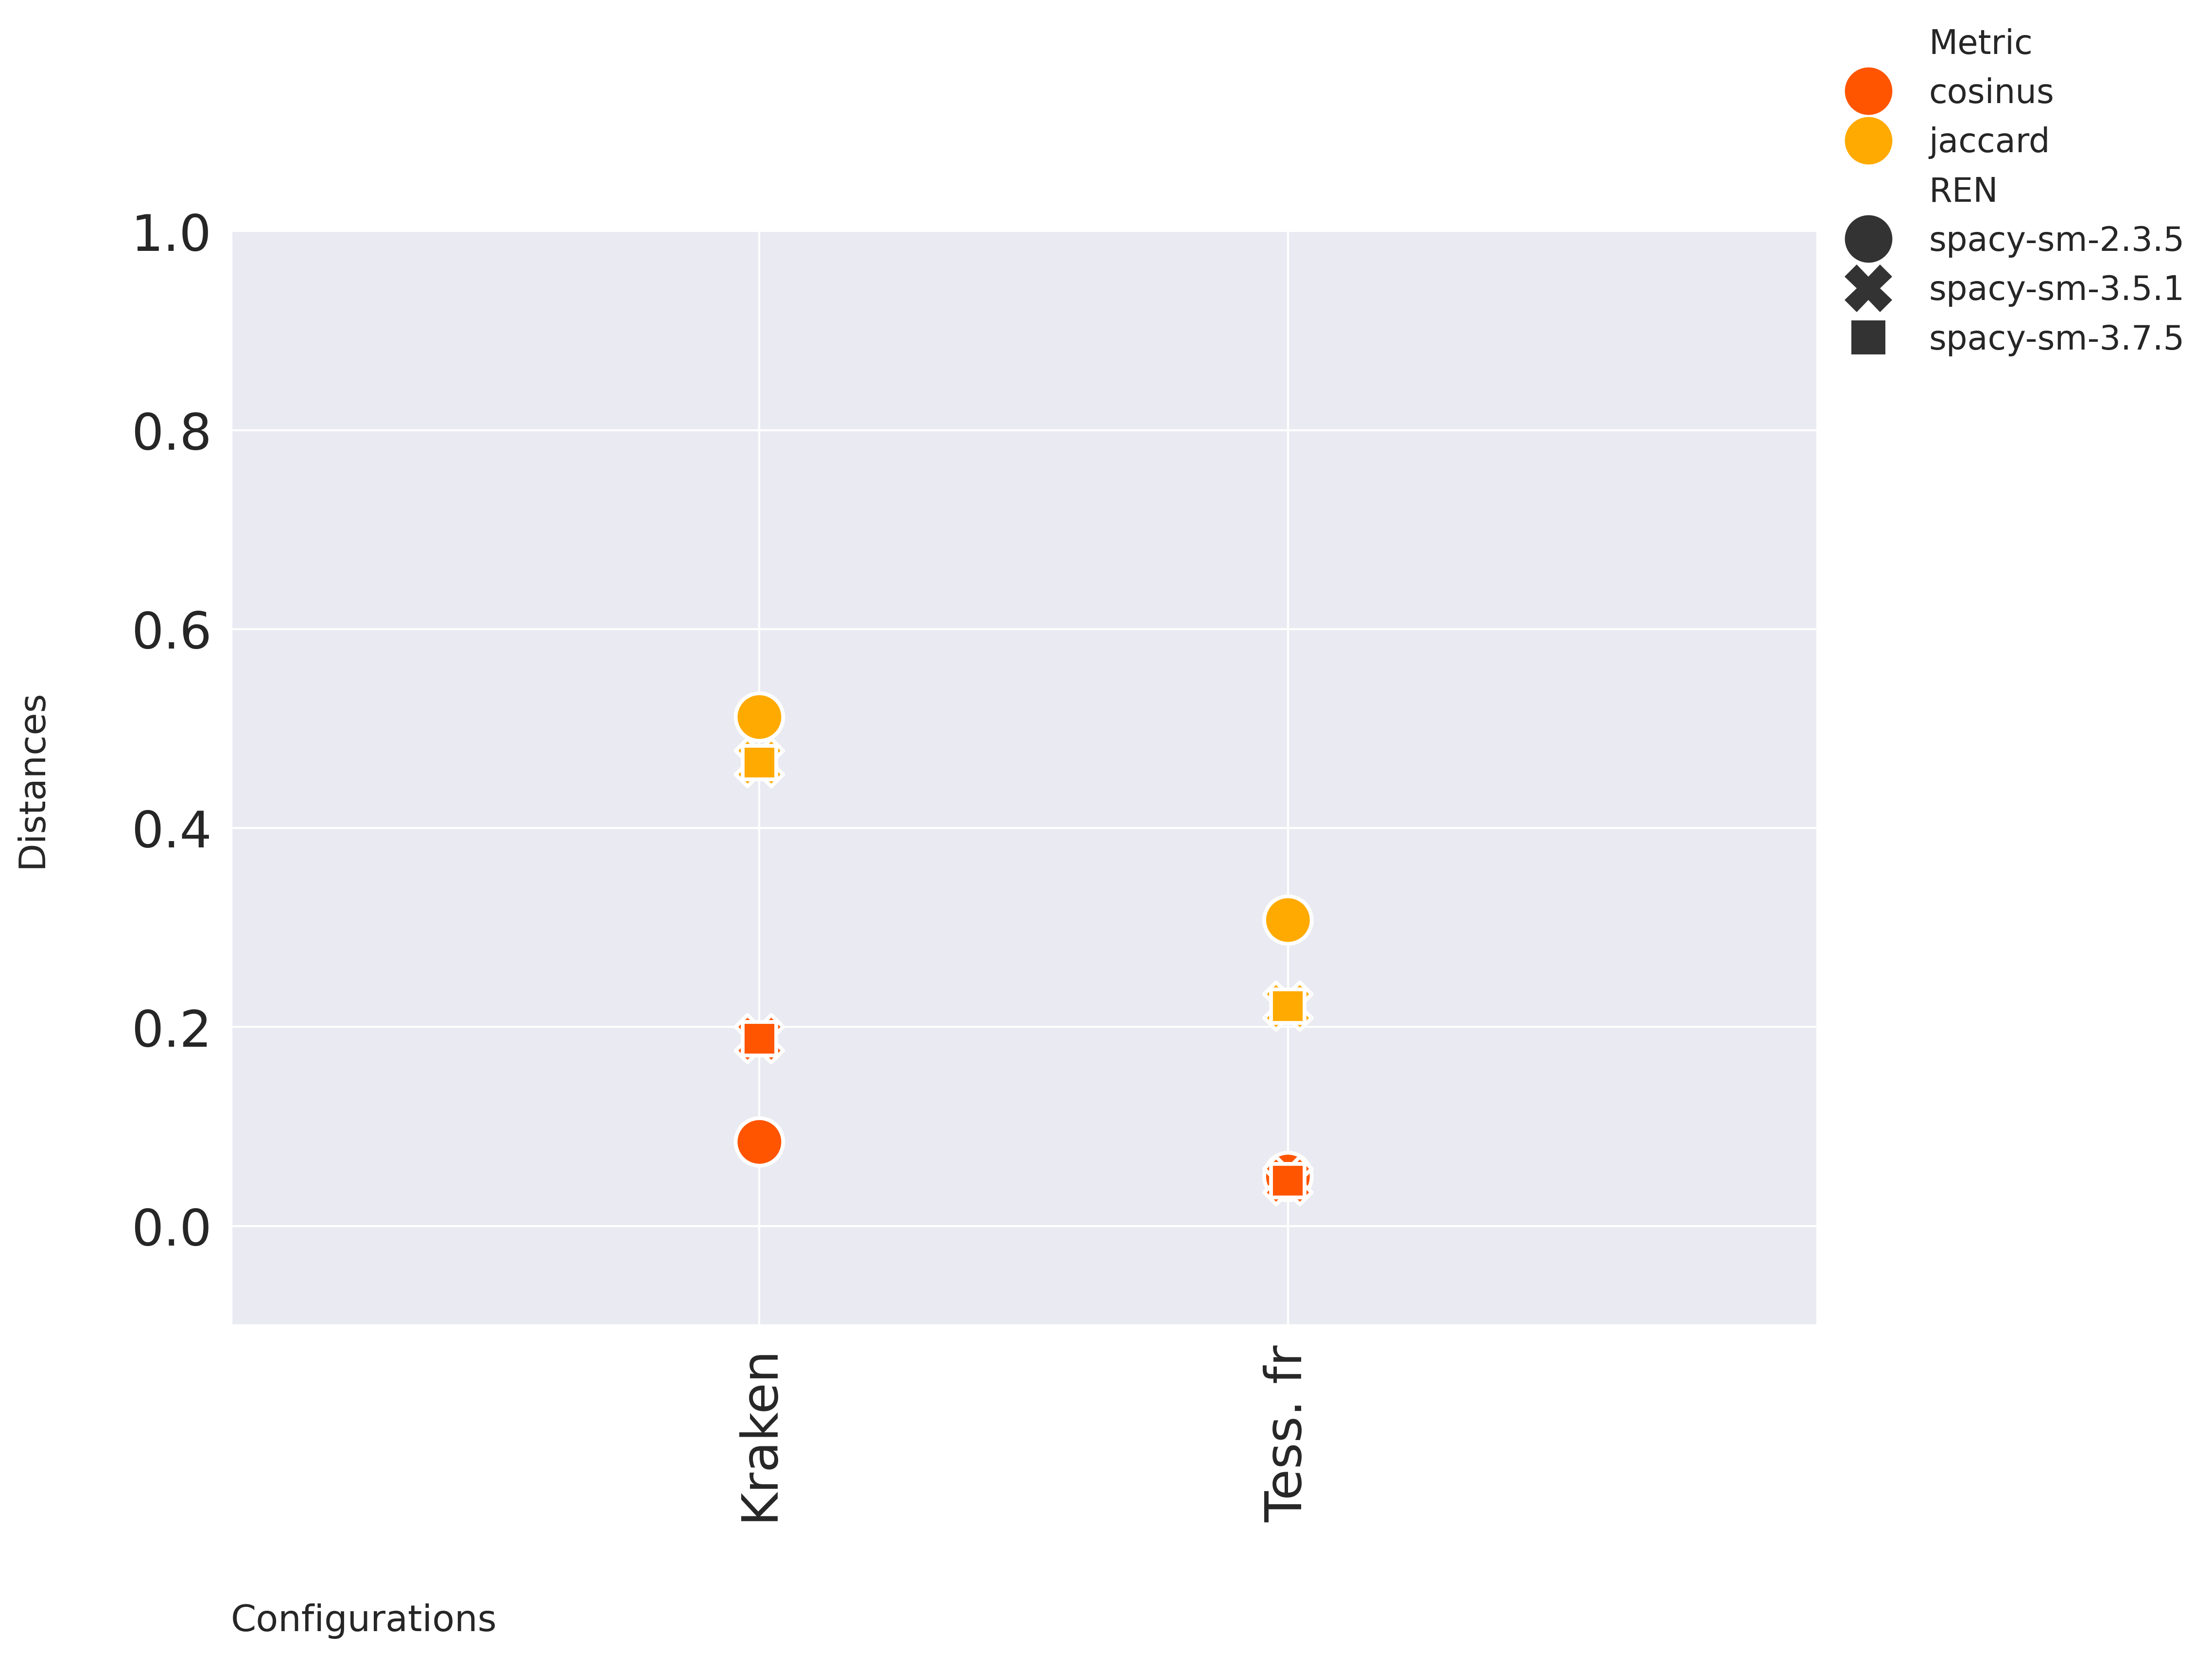 Metric
cosinus
jaccard
REN
spacy-sm-2.3.5
spacy-sm-3.5.1
spacy-sm-3.7.5
1.0
0.8
0.6
0.4
0.2
0.0
Distances
Kraken
Tess. fr
Configurations